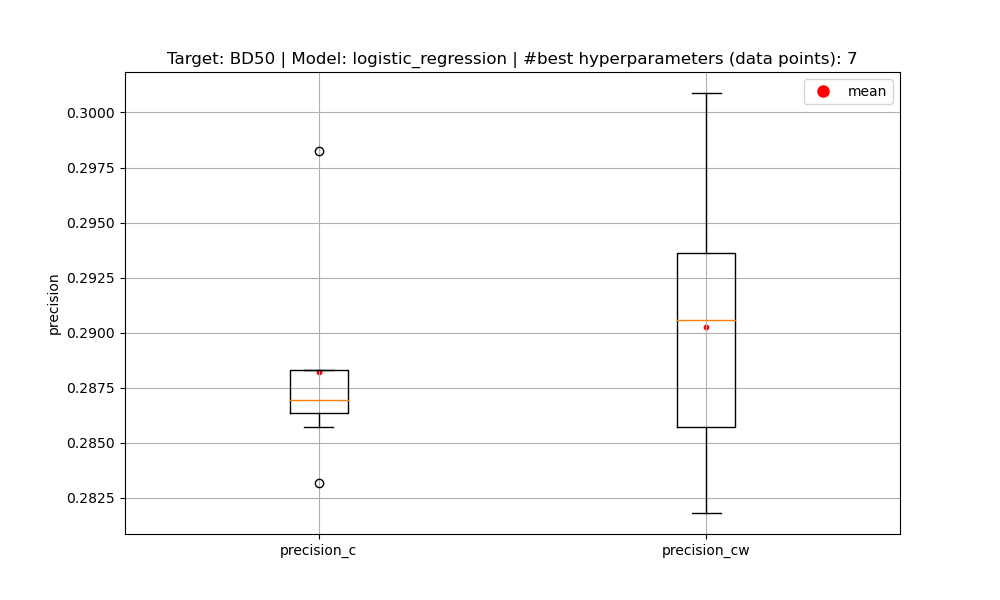 Target: BD50 | Model: logistic_regression | #best hyperparameters (data points): 7
mean
0.3000
0.2975
0.2950
0.2925
0.2900
0.2875
0.2850
0.2825
precision
precision_c
precision_cw